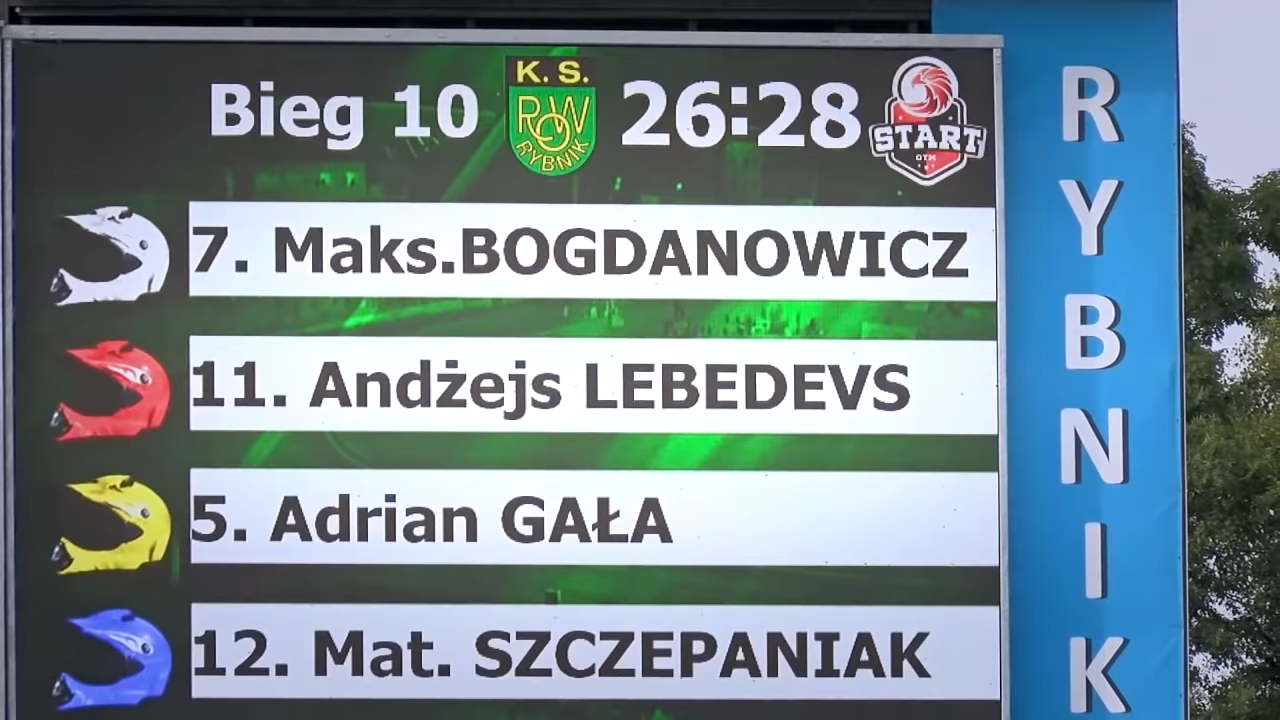 Bieg 10
K. S.
ROW
RYBNIK
26:28
START
7. Maks.BOGDANOWICZ
11. Andżejs LEBEDEVS
5. Adrian GAŁA
12. Mat. SZCZEPANIAK
RYBNIK